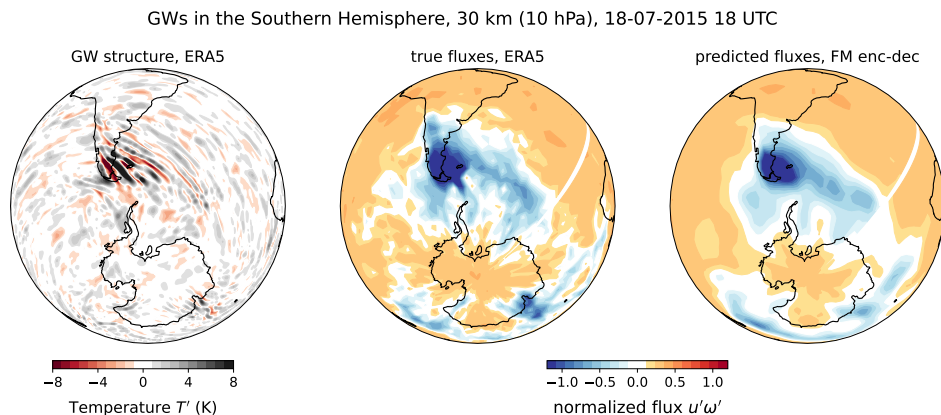 GWs in the Southern Hemisphere, 30 km (10 hPa), 18-07-2015 18 UTC
GW structure, ERA5
true fluxes, ERA5
predicted fluxes, FM enc-dec
−8 −4 0 4 8
Temperature T′ (K)
−1.0 −0.5 0.0 0.5 1.0
normalized flux u′ω′